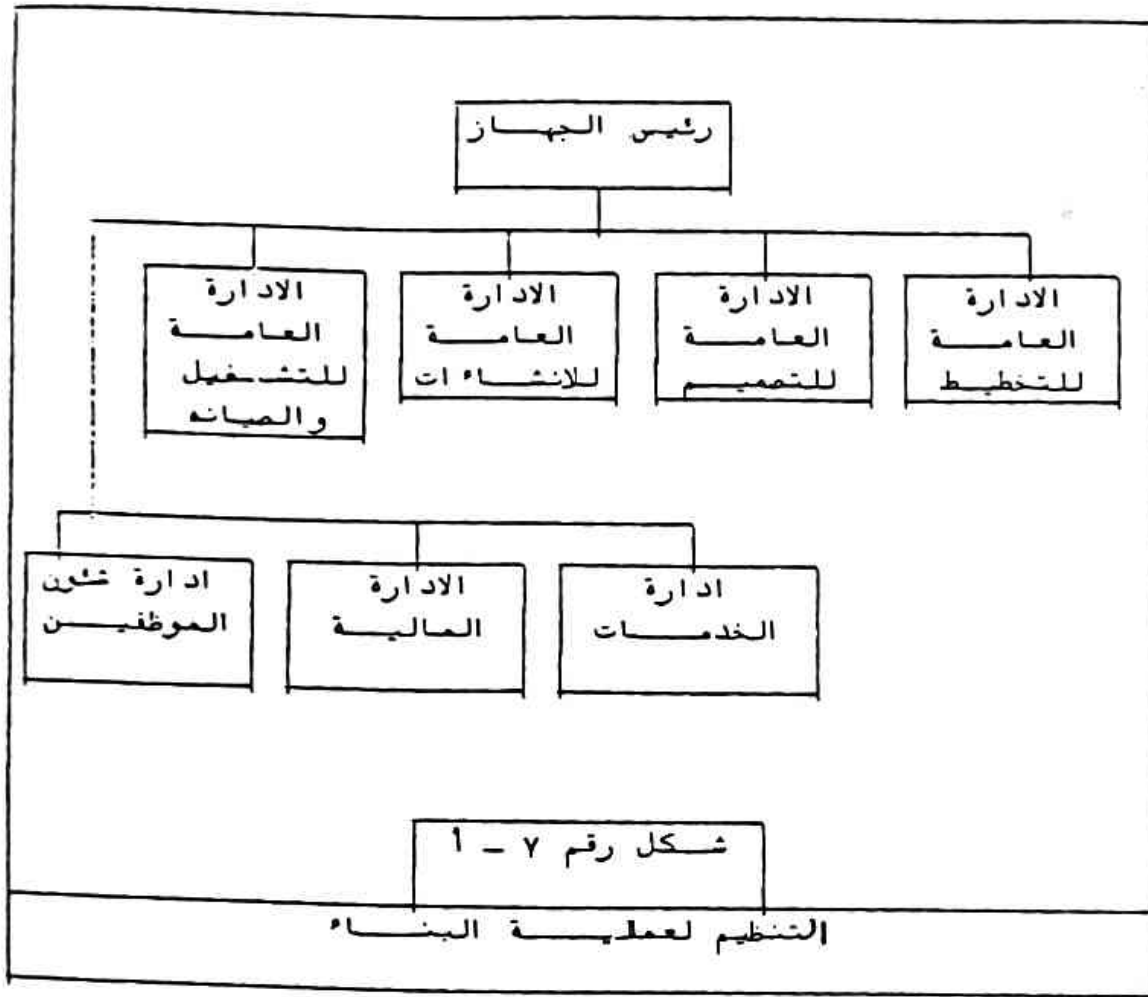 رئيس الجهاز
الادارة
العامة
للتخطيط
الادارة
العامة
للتصميم
الادارة
العامة
للانشاءات
الادارة
العامة
للتشغيل
والصيانه
ادارة
الخدمات
الادارة
المالية
ادارة شئون
الموظفين
شكل رقم ٧ - أ
التنظيم لعملية البناء